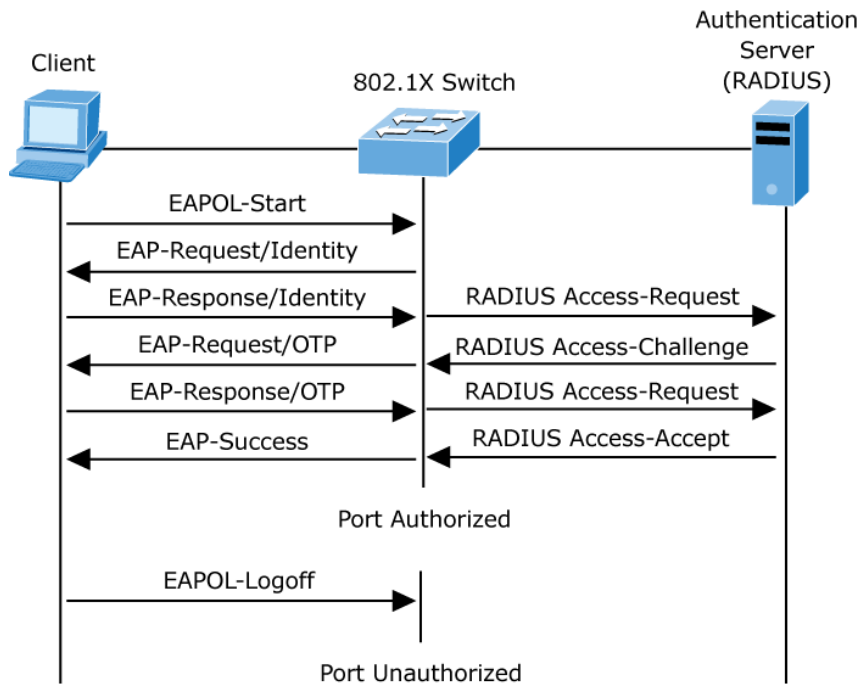 Authentication
Server
(RADIUS)
Client
802.1X Switch
EAPOL-Start
EAP-Request/Identity
EAP-Response/Identity
RADIUS Access-Request
EAP-Request/OTP
RADIUS Access-Challenge
EAP-Response/OTP
RADIUS Access-Request
EAP-Success
RADIUS Access-Accept
Port Authorized
EAPOL-Logoff
Port Unauthorized